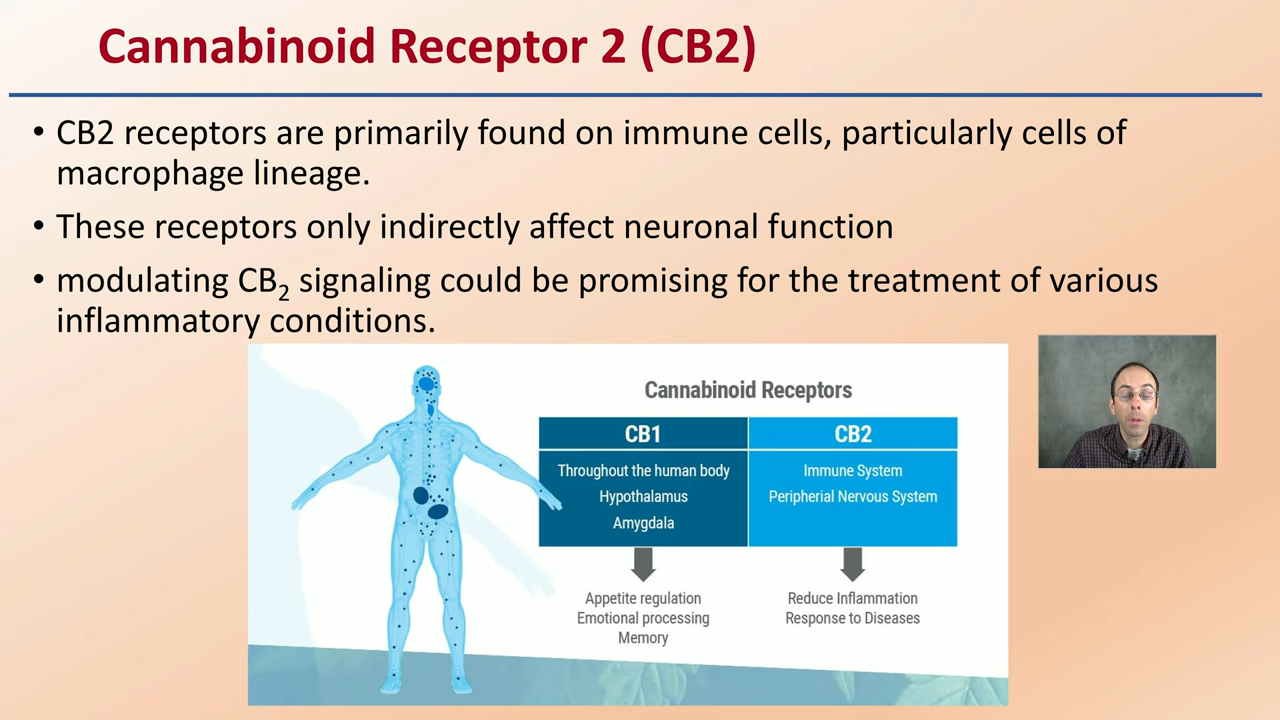 Cannabinoid Receptor 2 (CB2)
• CB2 receptors are primarily found on immune cells, particularly cells of
macrophage lineage.
• These receptors only indirectly affect neuronal function
• modulating CB₂ signaling could be promising for the treatment of various
inflammatory conditions.
Cannabinoid Receptors
CB1
Throughout the human body
Hypothalamus
Amygdala
Appetite regulation
Emotional processing
Memory
CB2
Immune System
Peripherial Nervous System
Reduce Inflammation
Response to Diseases